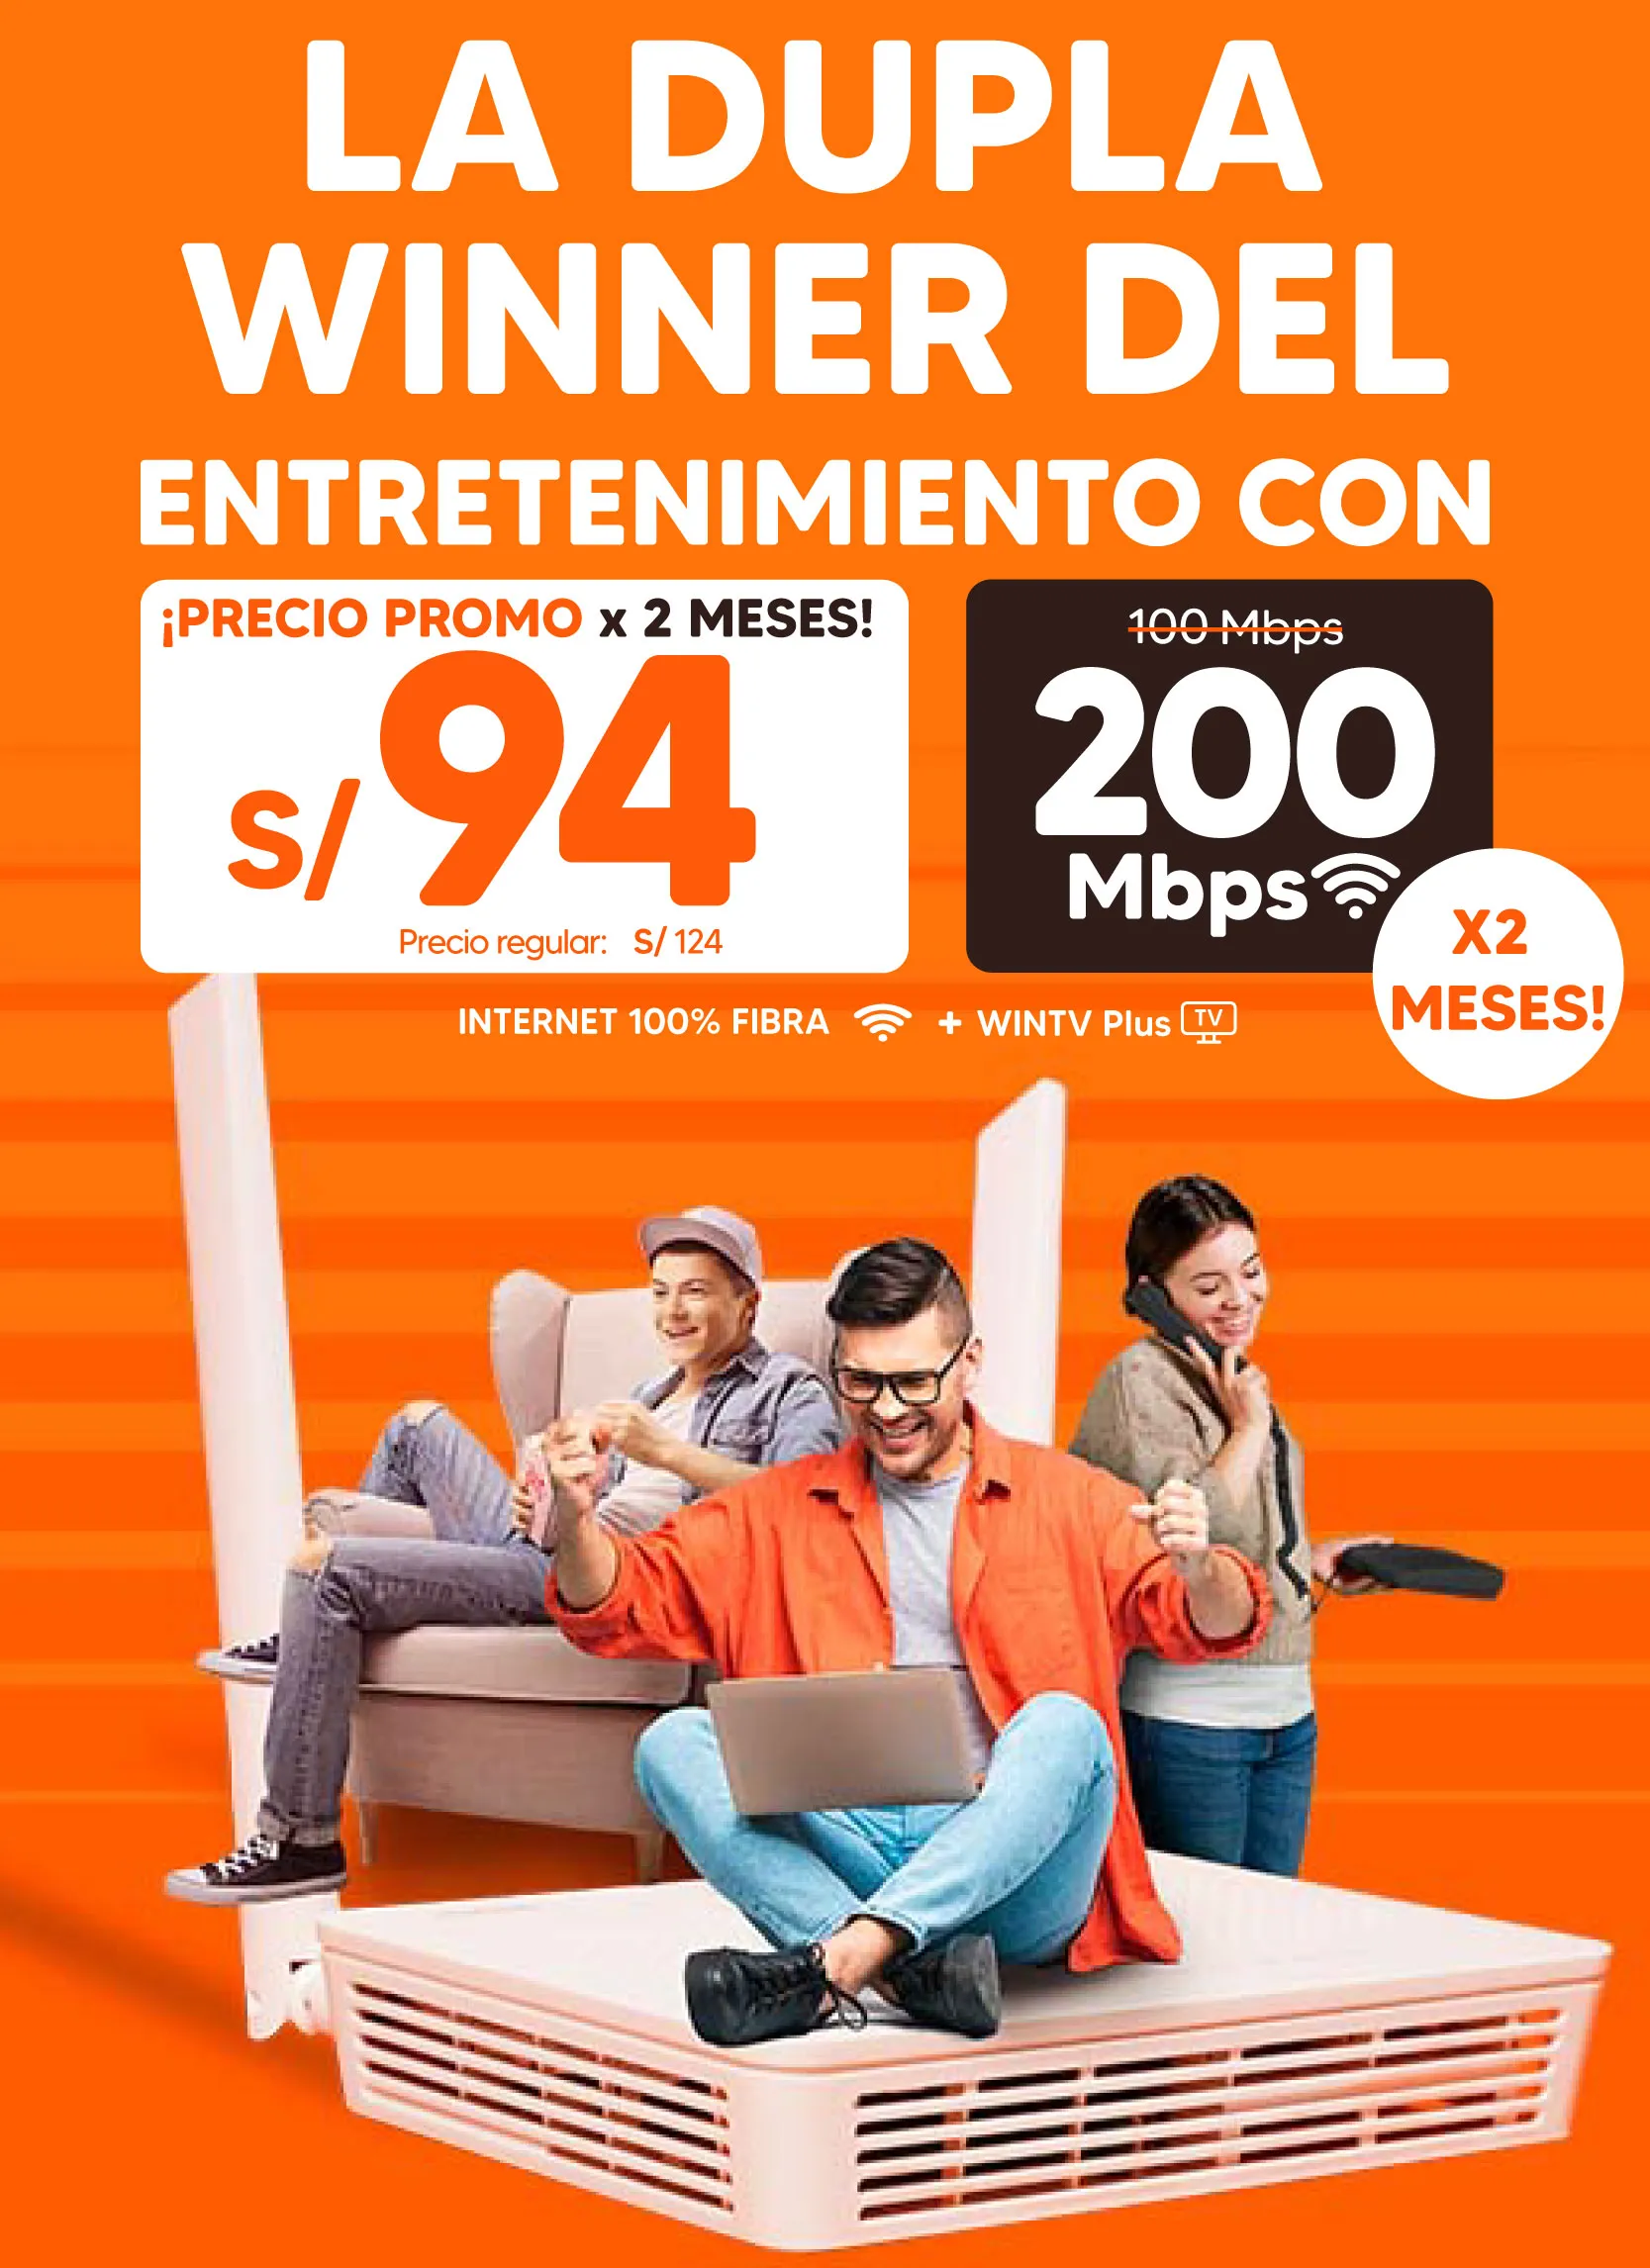 LA DUPLA
WINNER DEL
ENTRETENIMIENTO CON
¡PRECIO PROMO x 2 MESES!
S/94
Precio regular: S/ 124
100 Mbps
200
Mbps
X2
MESES!
INTERNET 100% FIBRA + WINTV Plus TV